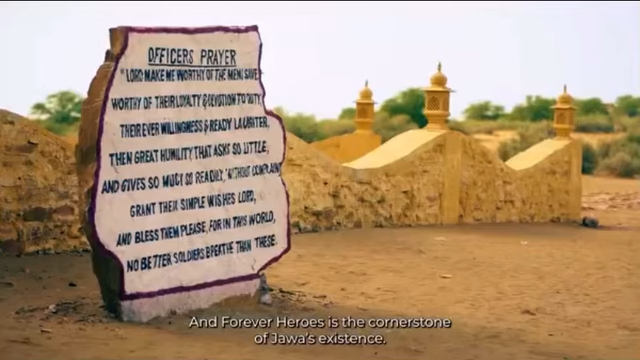 OFFICERS PRAYER
"LORD MAKE ME WORTHY OF THE MEN I SAVE
WORTHY OF THEIR LOYALTY & DEVOTION TO DUTY,
THEIR EVER WILLINGNESS & READY LAUGHTER,
THEN GREAT HUMILITY THAT ASKS SO LITTLE,
AND GIVES SO MUCH SO READILY, WITHOUT COMPLAINT
GRANT THEIR SIMPLE WISHES LORD,
AND BLESS THEM PLEASE, FOR IN THIS WORLD,
NO BETTER SOLDIERS BREATHE THAN THESE.
And Forever Heroes is the cornerstone
of Jawa's existence.